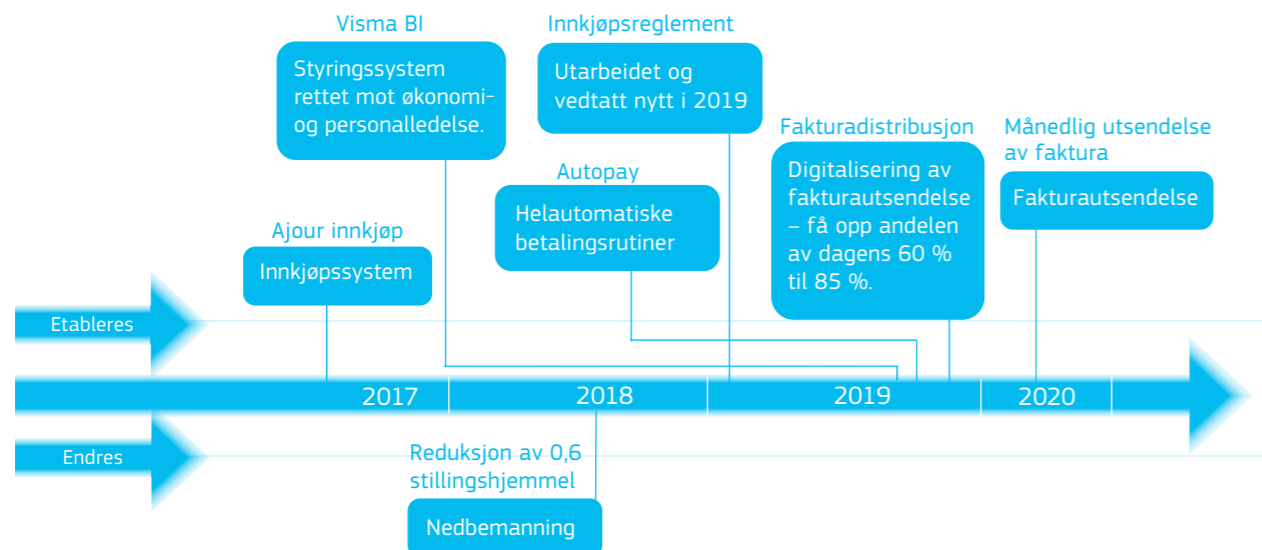 Visma BI
Styringssystem
rettet mot økonomi-
og personalledelse.
Innkjøpsreglement
Utarbeidet og
vedtatt nytt i 2019
Fakturadistribusjon
Digitalisering av
fakturautsendelse
– få opp andelen
av dagens 60 %
til 85 %.
Månedlig utsendelse
av faktura
Fakturautsendelse
Autopay
Helautomatiske
betalingsrutiner
Ajour innkjøp
Innkjøpssystem
Etableres
2017
2018
2019
2020
Endres
Reduksjon av 0,6
stillingshjemmel
Nedbemanning